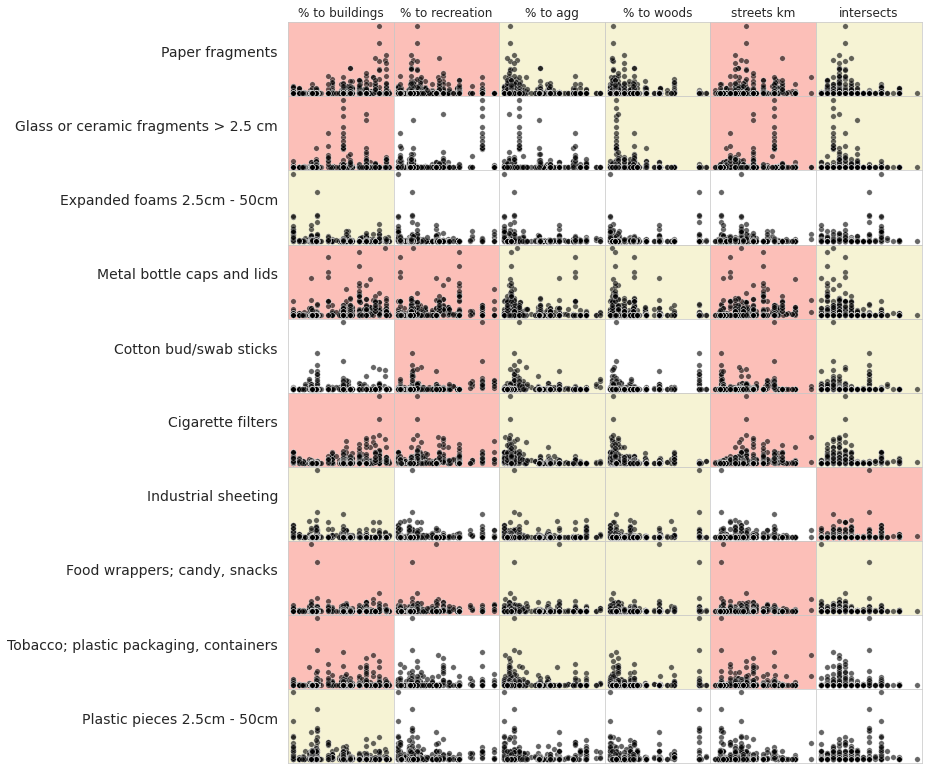 % to buildings % to recreation % to agg % to woods streets km intersects
Paper fragments
Glass or ceramic fragments > 2.5 cm
Expanded foams 2.5cm - 50cm
Metal bottle caps and lids
Cotton bud/swab sticks
Cigarette filters
Industrial sheeting
Food wrappers; candy, snacks
Tobacco; plastic packaging, containers
Plastic pieces 2.5cm - 50cm